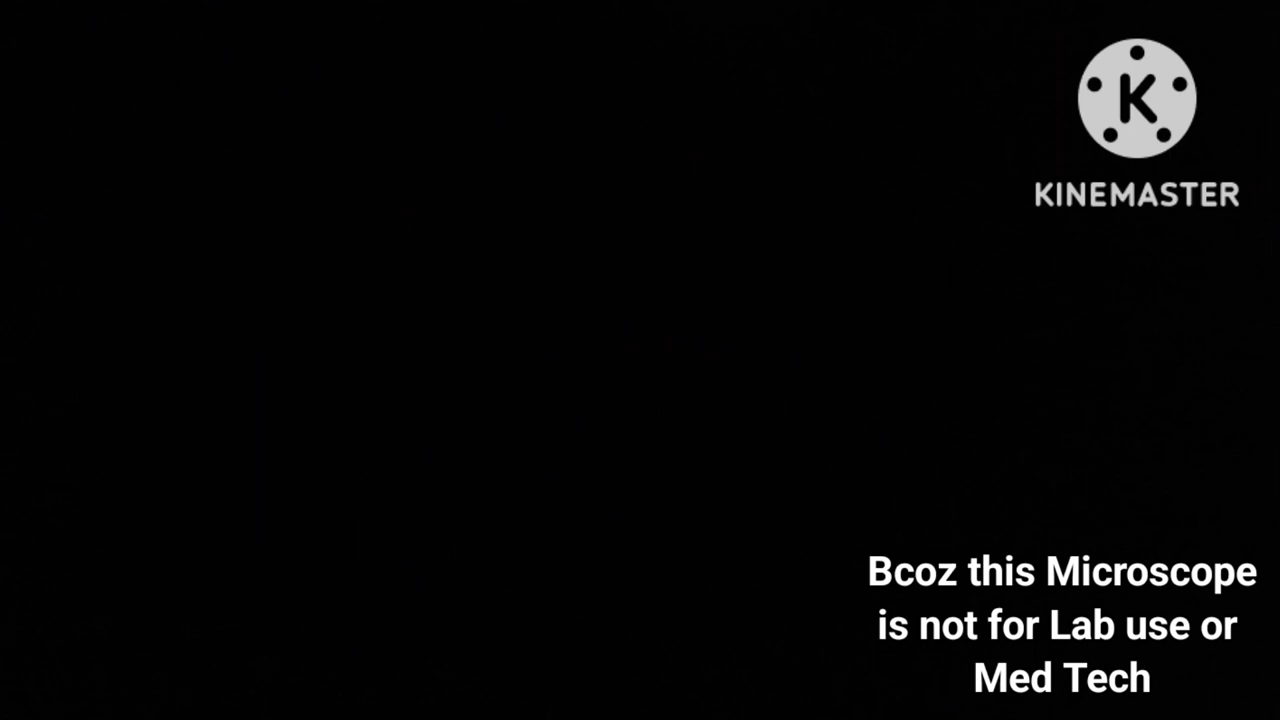 K
KINEMASTER
Bcoz this Microscope
is not for Lab use or
Med Tech